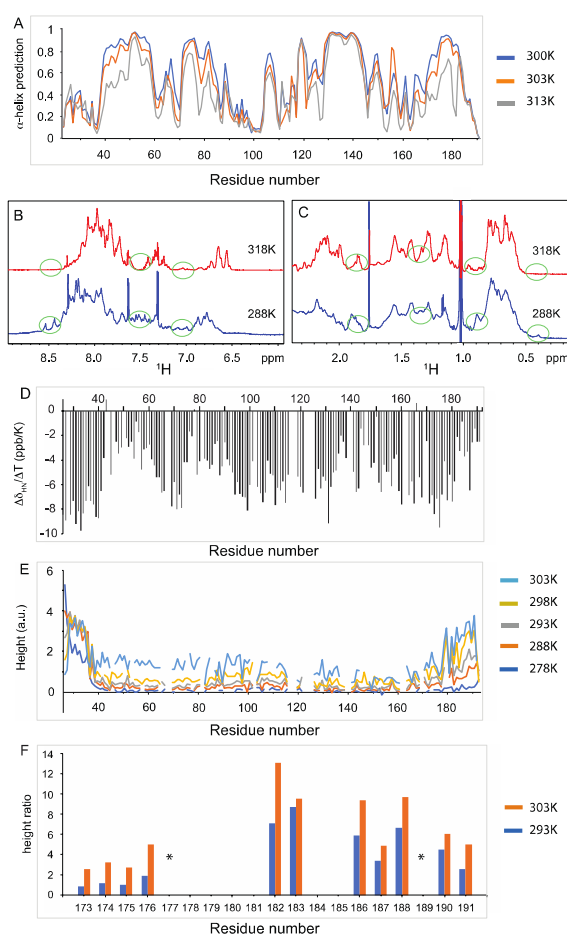 A
α-helix prediction
1
0.8
0.6
0.4
0.2
0
40 60 80 100 120 140 160 180
Residue number
300K
303K
313K
B
318K
288K
8.5 8.0 7.5 7.0 6.5 ppm
¹H
C
318K
288K
2.0 1.5 1.0 0.5 ppm
¹H
D
40 60 80 100 120 140 160 180
ΔδHN/ΔT (ppb/K)
0
-2
-4
-6
-8
-10
Residue number
E
Height (a.u.)
6
4
2
0
40 60 80 100 120 140 160 180
Residue number
303K
298K
293K
288K
278K
F
height ratio
14
12
10
8
6
4
2
0
* *
173 174 175 176 177 178 179 180 181 182 183 184 185 186 187 188 189 190 191
Residue number
303K
293K